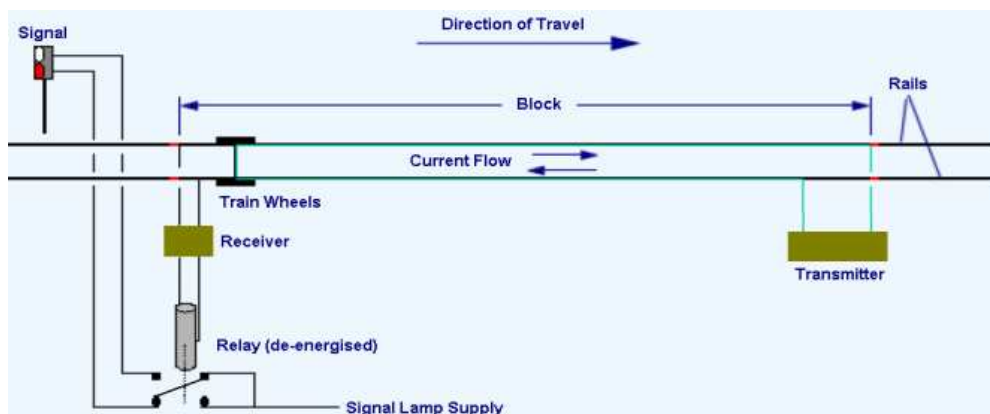 Direction of Travel
Signal
Rails
Block
Current Flow
Train Wheels
Receiver
Transmitter
Relay (de-energised)
Signal Lamp Supply